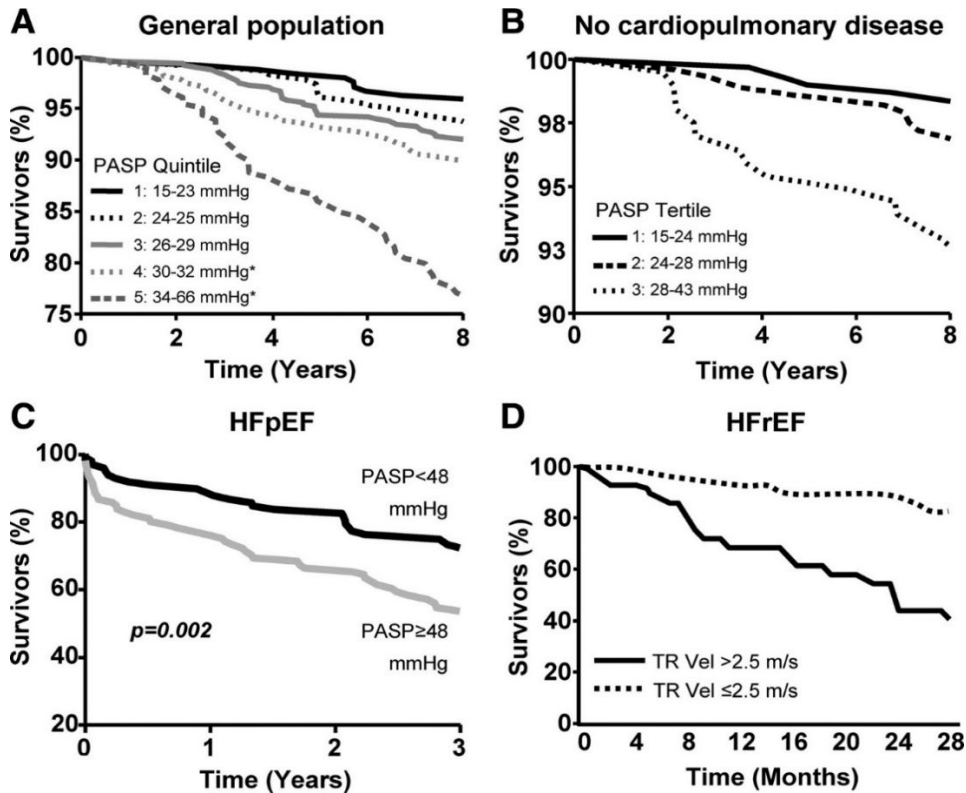 A
General population
Survivors (%)
100
95
90
85
80
75
PASP Quintile
1: 15-23 mmHg
2: 24-25 mmHg
3: 26-29 mmHg
4: 30-32 mmHg*
5: 34-66 mmHg*
0 2 4 6 8
Time (Years)
B
No cardiopulmonary disease
Survivors (%)
100
98
95
93
90
PASP Tertile
1: 15-24 mmHg
2: 24-28 mmHg
3: 28-43 mmHg
0 2 4 6 8
Time (Years)
C
HFpEF
Survivors (%)
100
80
60
40
20
PASP<48
mmHg
p=0.002
PASP≥48
mmHg
0 1 2 3
Time (Years)
D
HFrEF
Survivors (%)
100
80
60
40
20
0
TR Vel >2.5 m/s
TR Vel ≤2.5 m/s
0 4 8 12 16 20 24 28
Time (Months)